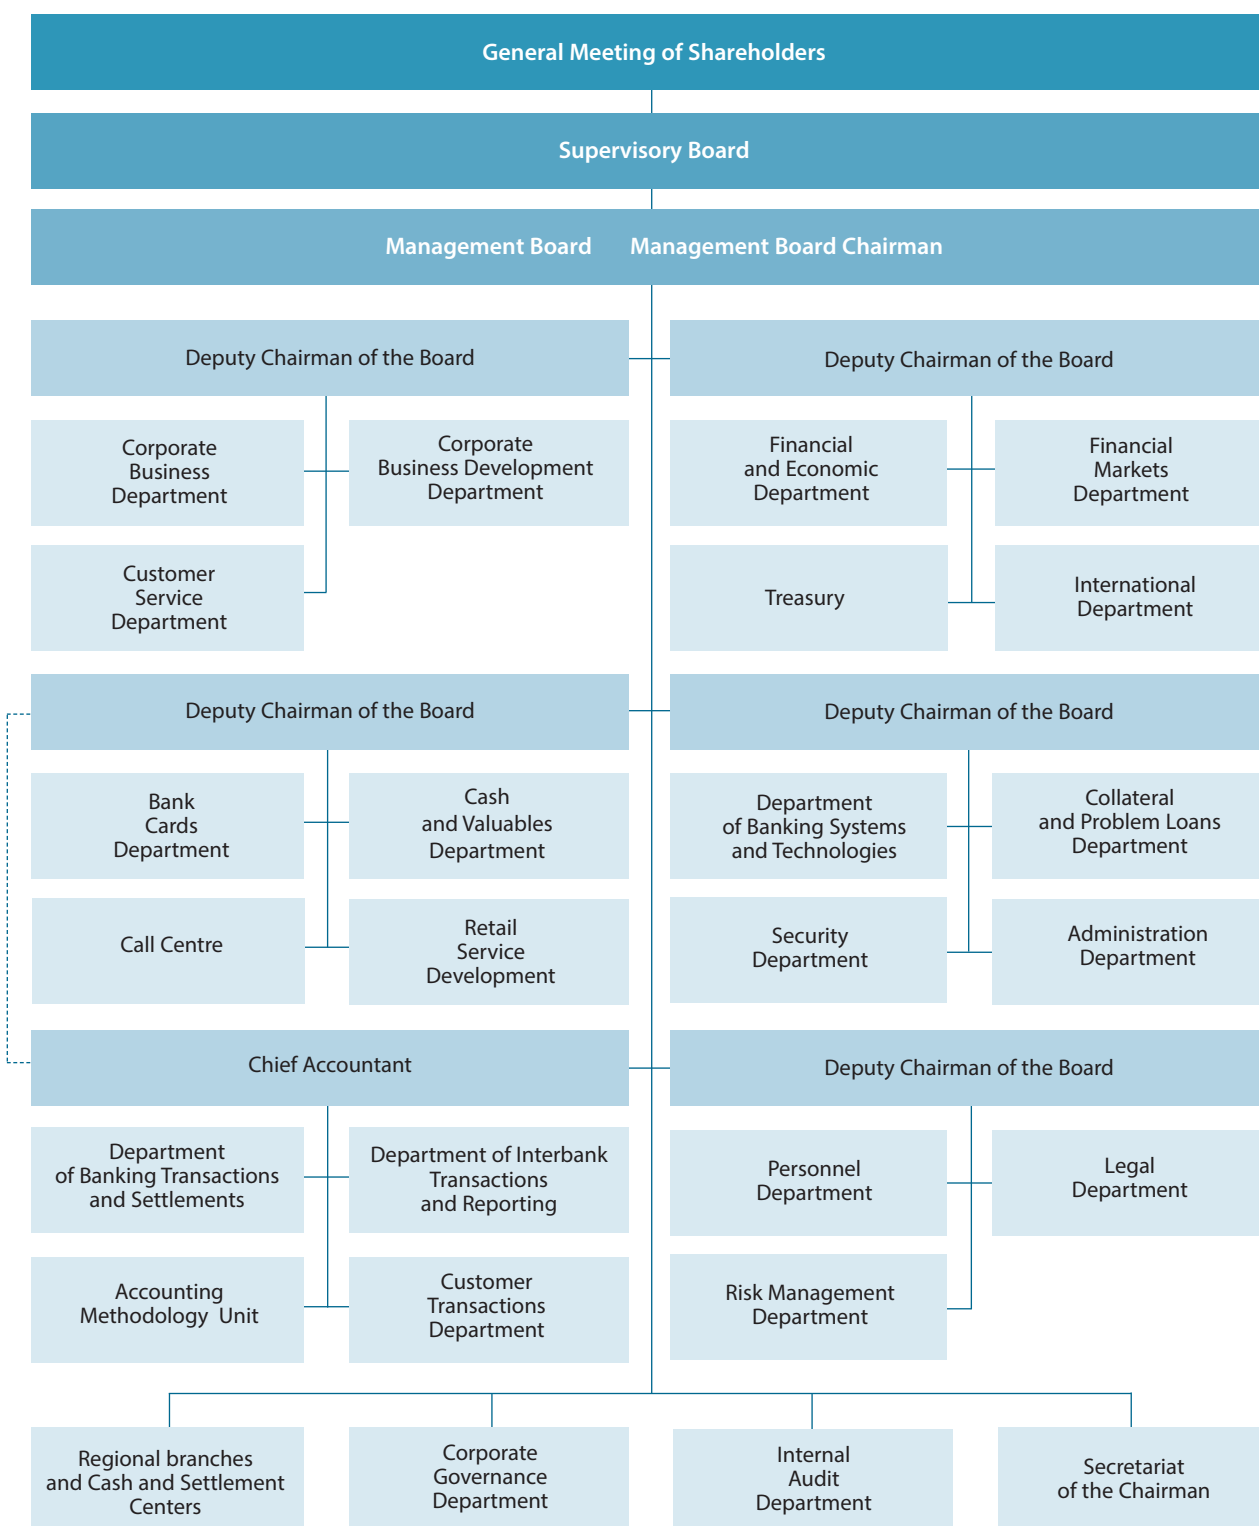 General Meeting of Shareholders
Supervisory Board
Management Board Management Board Chairman
Deputy Chairman of the Board
Corporate
Business
Department
Corporate
Business Development
Department
Customer
Service
Department
Deputy Chairman of the Board
Financial
and Economic
Department
Financial
Markets
Department
Treasury
International
Department
Deputy Chairman of the Board
Bank
Cards
Department
Cash
and Valuables
Department
Call Centre
Retail
Service
Development
Deputy Chairman of the Board
Department
of Banking Systems
and Technologies
Collateral
and Problem Loans
Department
Security
Department
Administration
Department
Chief Accountant
Department
of Banking Transactions
and Settlements
Department of Interbank
Transactions
and Reporting
Accounting
Methodology Unit
Customer
Transactions
Department
Deputy Chairman of the Board
Personnel
Department
Legal
Department
Risk Management
Department
Regional branches
and Cash and Settlement
Centers
Corporate
Governance
Department
Internal
Audit
Department
Secretariat
of the Chairman